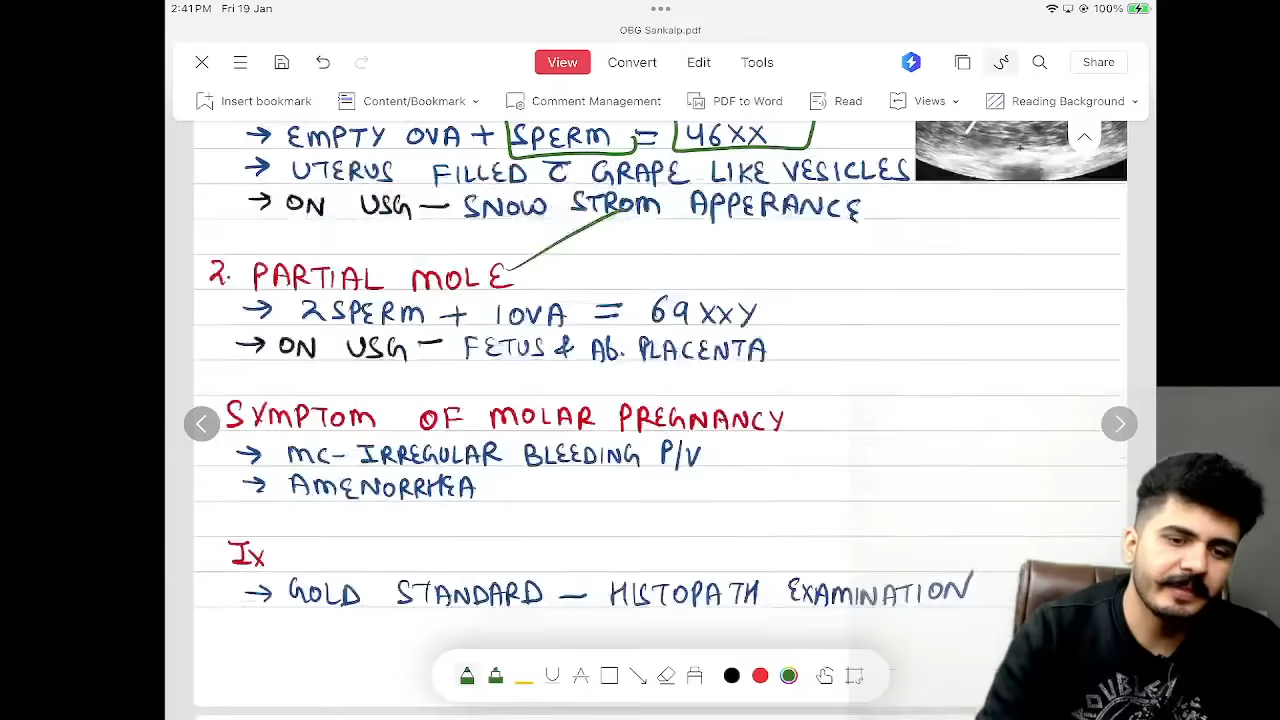 2:41PM Fri 19 Jan
100%
OBG Sankalp.pdf
View Convert Edit Tools Share
Insert bookmark Content/Bookmark Comment Management PDF to Word Read Views Reading Background
→ EMPTY OVA + SPERM = 46XX
→ UTERUS FILLED c̄ GRAPE LIKE VESICLES
→ ON USG – SNOW STROM APPERANCE
2. PARTIAL MOLE
→ 2SPERM + 1OVA = 69XXY
→ ON USG – FETUS & Ab. PLACENTA
SYMPTOM OF MOLAR PREGNANCY
→ MC- IRREGULAR BLEEDING P/V
→ AMENORRHEA
Ix
→ GOLD STANDARD – HISTOPATH EXAMINATION